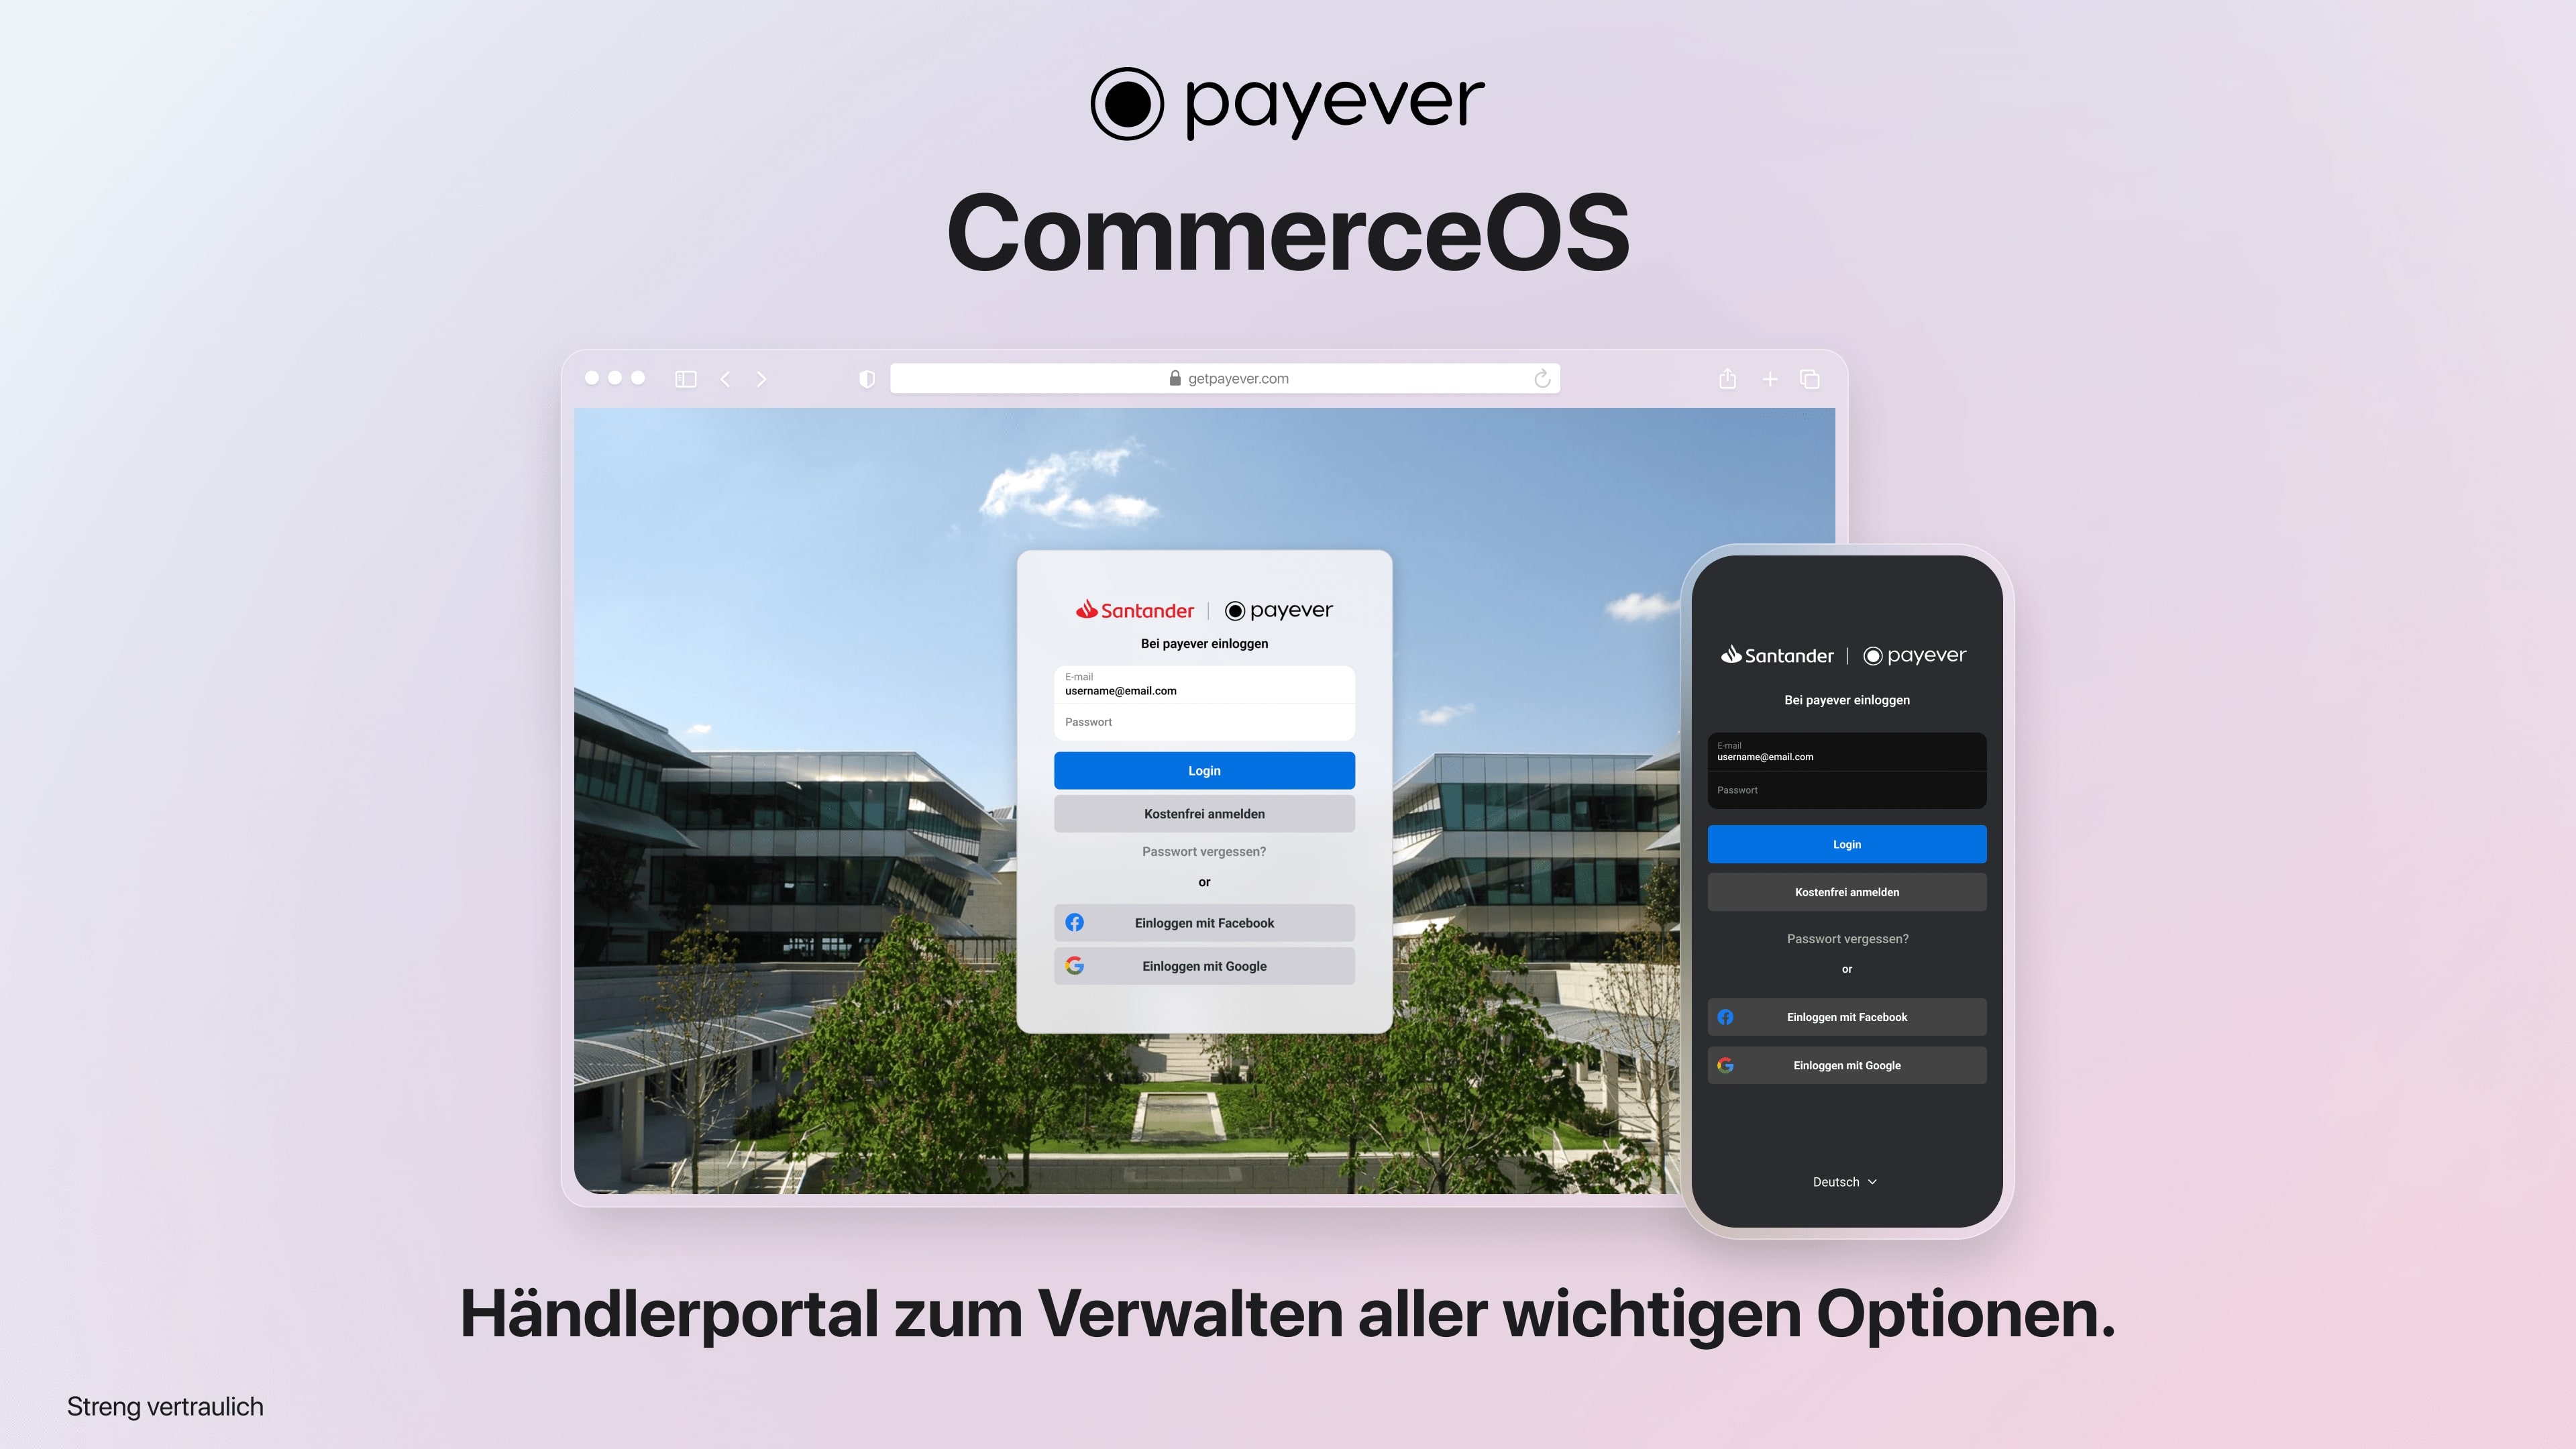 payever
CommerceOS
getpayever.com
Santander | payever
Bei payever einloggen
E-mail
username@email.com
Passwort
Login
Kostenfrei anmelden
Passwort vergessen?
or
Einloggen mit Facebook
Einloggen mit Google
Santander | payever
Bei payever einloggen
E-mail
username@email.com
Passwort
Login
Kostenfrei anmelden
Passwort vergessen?
or
Einloggen mit Facebook
Einloggen mit Google
Deutsch
Händlerportal zum Verwalten aller wichtigen Optionen.
Streng vertraulich